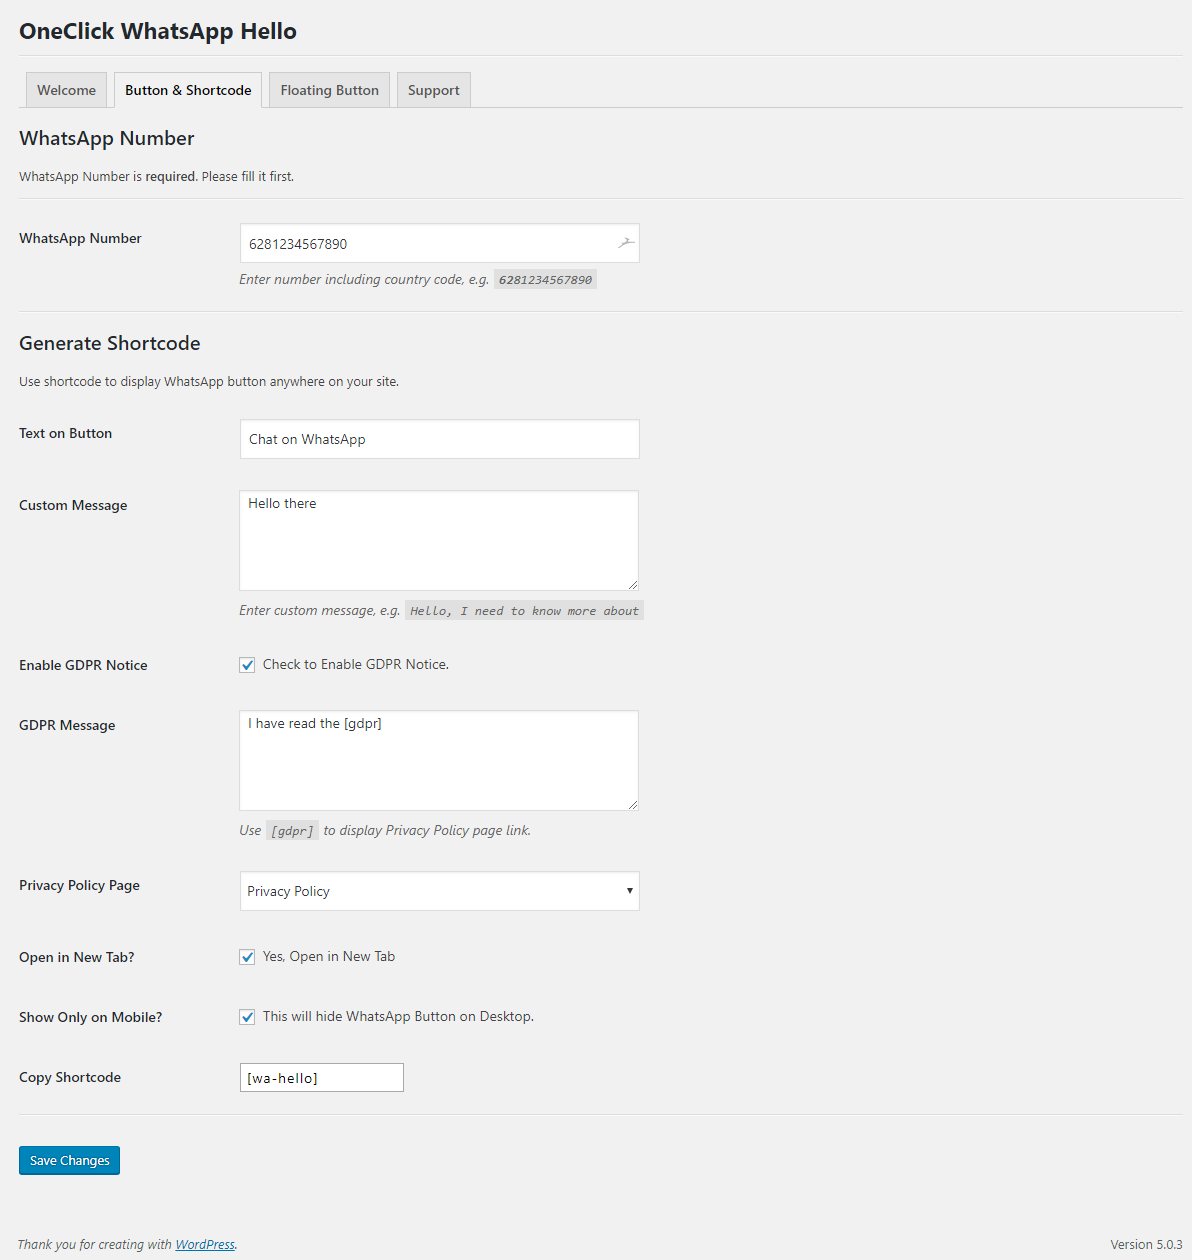 OneClick WhatsApp Hello
Welcome
Button & Shortcode
Floating Button
Support
WhatsApp Number
WhatsApp Number is required. Please fill it first.
WhatsApp Number
6281234567890
Enter number including country code, e.g. 6281234567890
Generate Shortcode
Use shortcode to display WhatsApp button anywhere on your site.
Text on Button
Chat on WhatsApp
Custom Message
Hello there
Enter custom message, e.g. Hello, I need to know more about
Enable GDPR Notice
Check to Enable GDPR Notice.
GDPR Message
I have read the [gdpr]
Use [gdpr] to display Privacy Policy page link.
Privacy Policy Page
Privacy Policy
Open in New Tab?
Yes, Open in New Tab
Show Only on Mobile?
This will hide WhatsApp Button on Desktop.
Copy Shortcode
[wa-hello]
Save Changes
Thank you for creating with WordPress.
Version 5.0.3